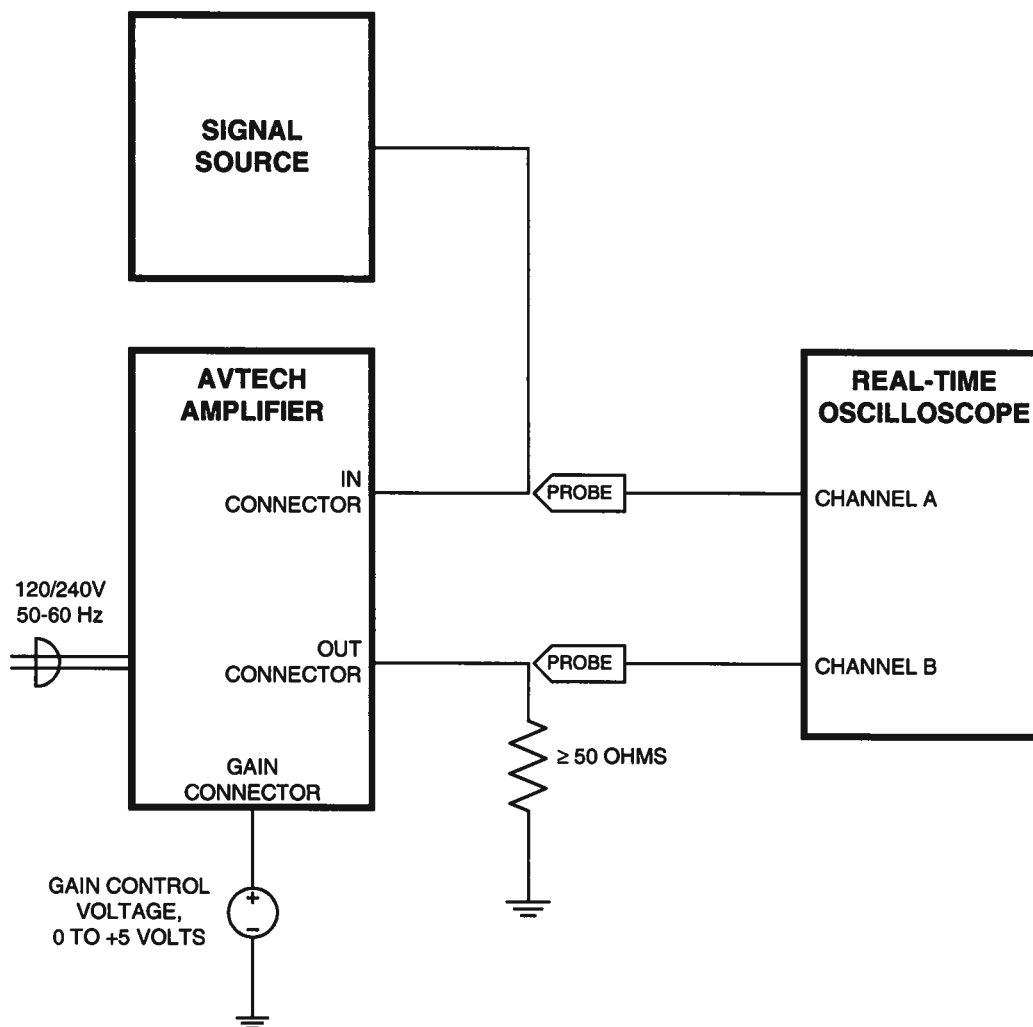 SIGNAL
SOURCE
AVTECH
AMPLIFIER
REAL-TIME
OSCILLOSCOPE
IN
CONNECTOR
PROBE
CHANNEL A
120/240V
50-60 Hz
OUT
CONNECTOR
PROBE
CHANNEL B
≥ 50 OHMS
GAIN
CONNECTOR
GAIN CONTROL
VOLTAGE,
0 TO +5 VOLTS
+
−